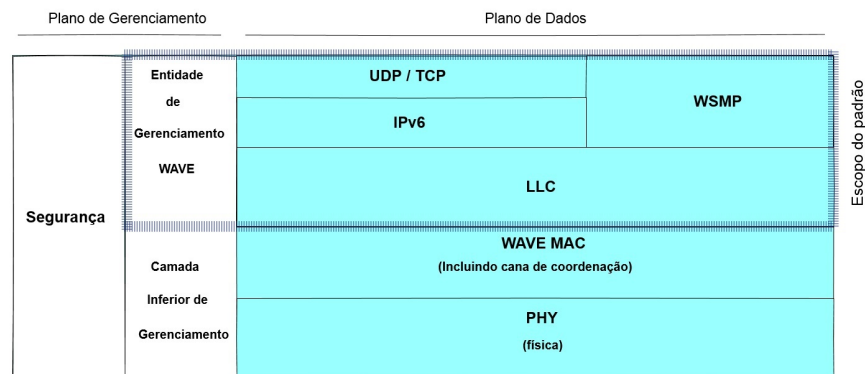 Plano de Gerenciamento
Plano de Dados
Entidade
de
Gerenciamento
WAVE
UDP / TCP
WSMP
IPv6
LLC
Segurança
Escopo do padrão
WAVE MAC
(Incluindo cana de coordenação)
Camada
Inferior de
Gerenciamento
PHY
(física)